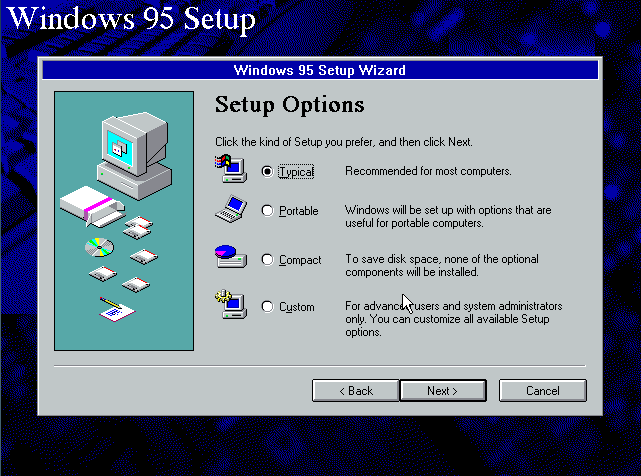 Windows 95 Setup
Windows 95 Setup Wizard
Setup Options
Click the kind of Setup you prefer, and then click Next.
Typical
Recommended for most computers.
Portable
Windows will be set up with options that are
useful for portable computers.
Compact
To save disk space, none of the optional
components will be installed.
Custom
For advanced users and system administrators
only. You can customize all available Setup
options.
< Back
Next >
Cancel